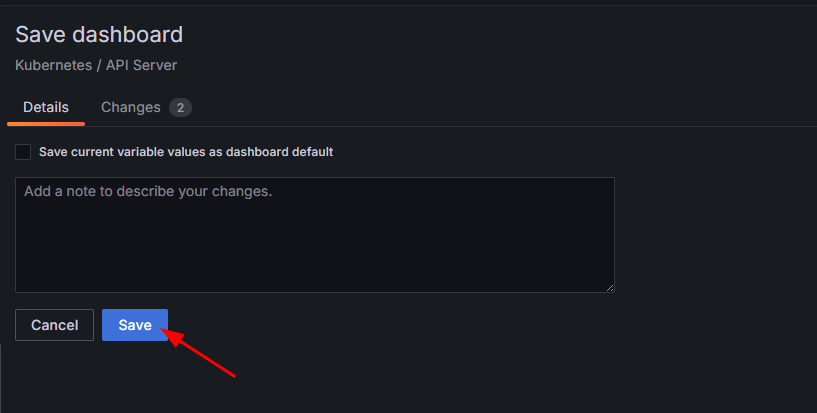 Save dashboard
Kubernetes / API Server
Details Changes 2
Save current variable values as dashboard default
Add a note to describe your changes.
Cancel Save